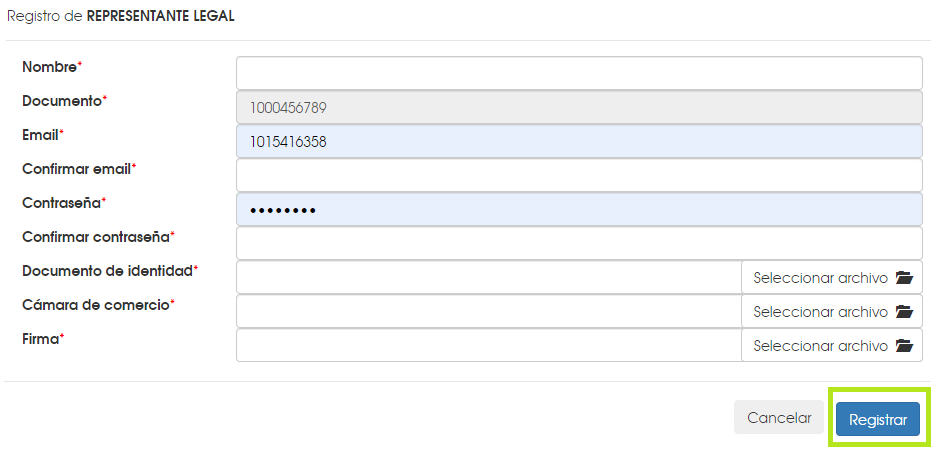 Registro de REPRESENTANTE LEGAL
Nombre*
Documento* 1000456789
Email* 1015416358
Confirmar email*
Contraseña* ••••••••
Confirmar contraseña*
Documento de identidad* Seleccionar archivo
Cámara de comercio* Seleccionar archivo
Firma* Seleccionar archivo
Cancelar Registrar